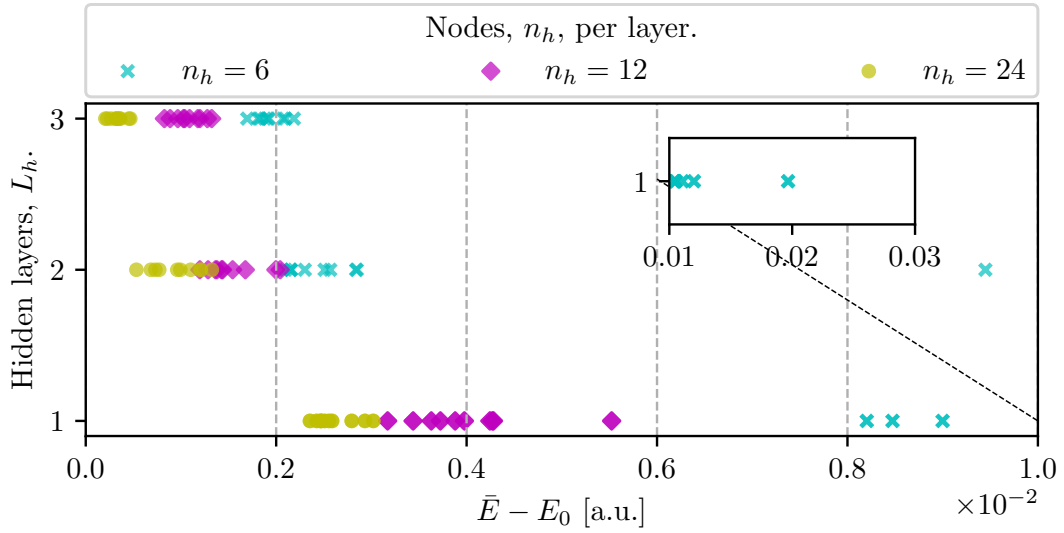 Nodes, n_h, per layer.
n_h = 6
n_h = 12
n_h = 24
Hidden layers, L_h.
3
2
1
1
0.01 0.02 0.03
0.0 0.2 0.4 0.6 0.8 1.0
×10⁻²
Ē − E₀ [a.u.]